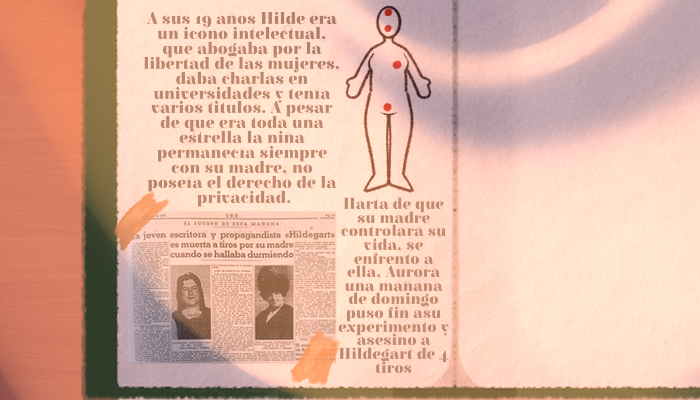 A sus 19 anos Hilde era
un icono intelectual,
que abogaba por la
libertad de las mujeres,
daba charlas en
universidades y tenia
varios titulos. A pesar
de que era toda una
estrella la nina
permanecia siempre
con su madre, no
poseia el derecho de la
privacidad.
EL SUCESO DE ESTA MAÑANA
a joven escritora y propagandista «Hildegart»
es muerta a tiros por su madre
cuando se hallaba durmiendo
Harta de que
su madre
controlara su
vida, se
enfrento a
ella, Aurora
una manana
de domingo
puso fin asu
experimento y
asesino a
Hildegart de 4
tiros